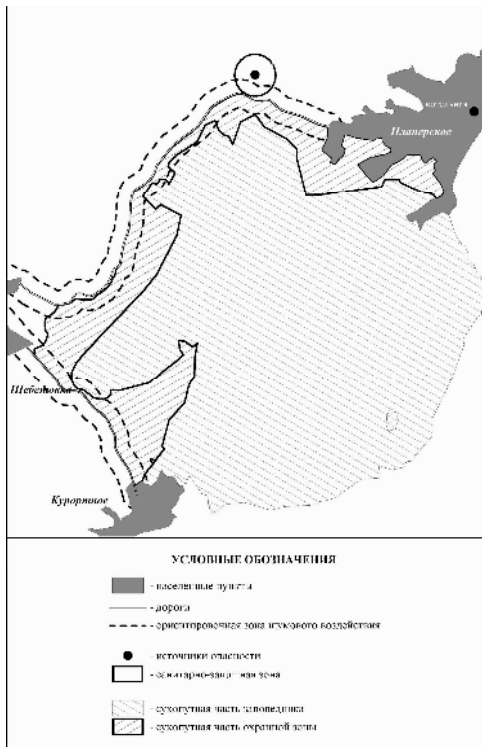 котельная
Планерское
Щебетовка
Курортное
УСЛОВНЫЕ ОБОЗНАЧЕНИЯ
- населенные пункты
- дороги
- ориентировочная зона шумового воздействия
- источники опасности
- санитарно-защитная зона
- сухопутная часть заповедника
- сухопутная часть охранной зоны